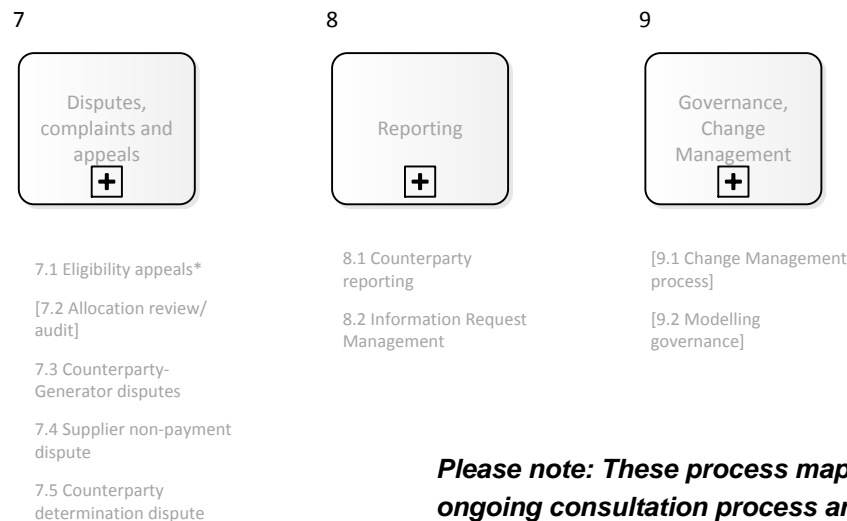 7
8
9
Disputes,
complaints and
appeals
Reporting
Governance,
Change
Management
7.1 Eligibility appeals*
[7.2 Allocation review/
audit]
7.3 Counterparty-
Generator disputes
7.4 Supplier non-payment
dispute
7.5 Counterparty
determination dispute
8.1 Counterparty
reporting
8.2 Information Request
Management
[9.1 Change Management
process]
[9.2 Modelling
governance]
Please note: These process map
ongoing consultation process an